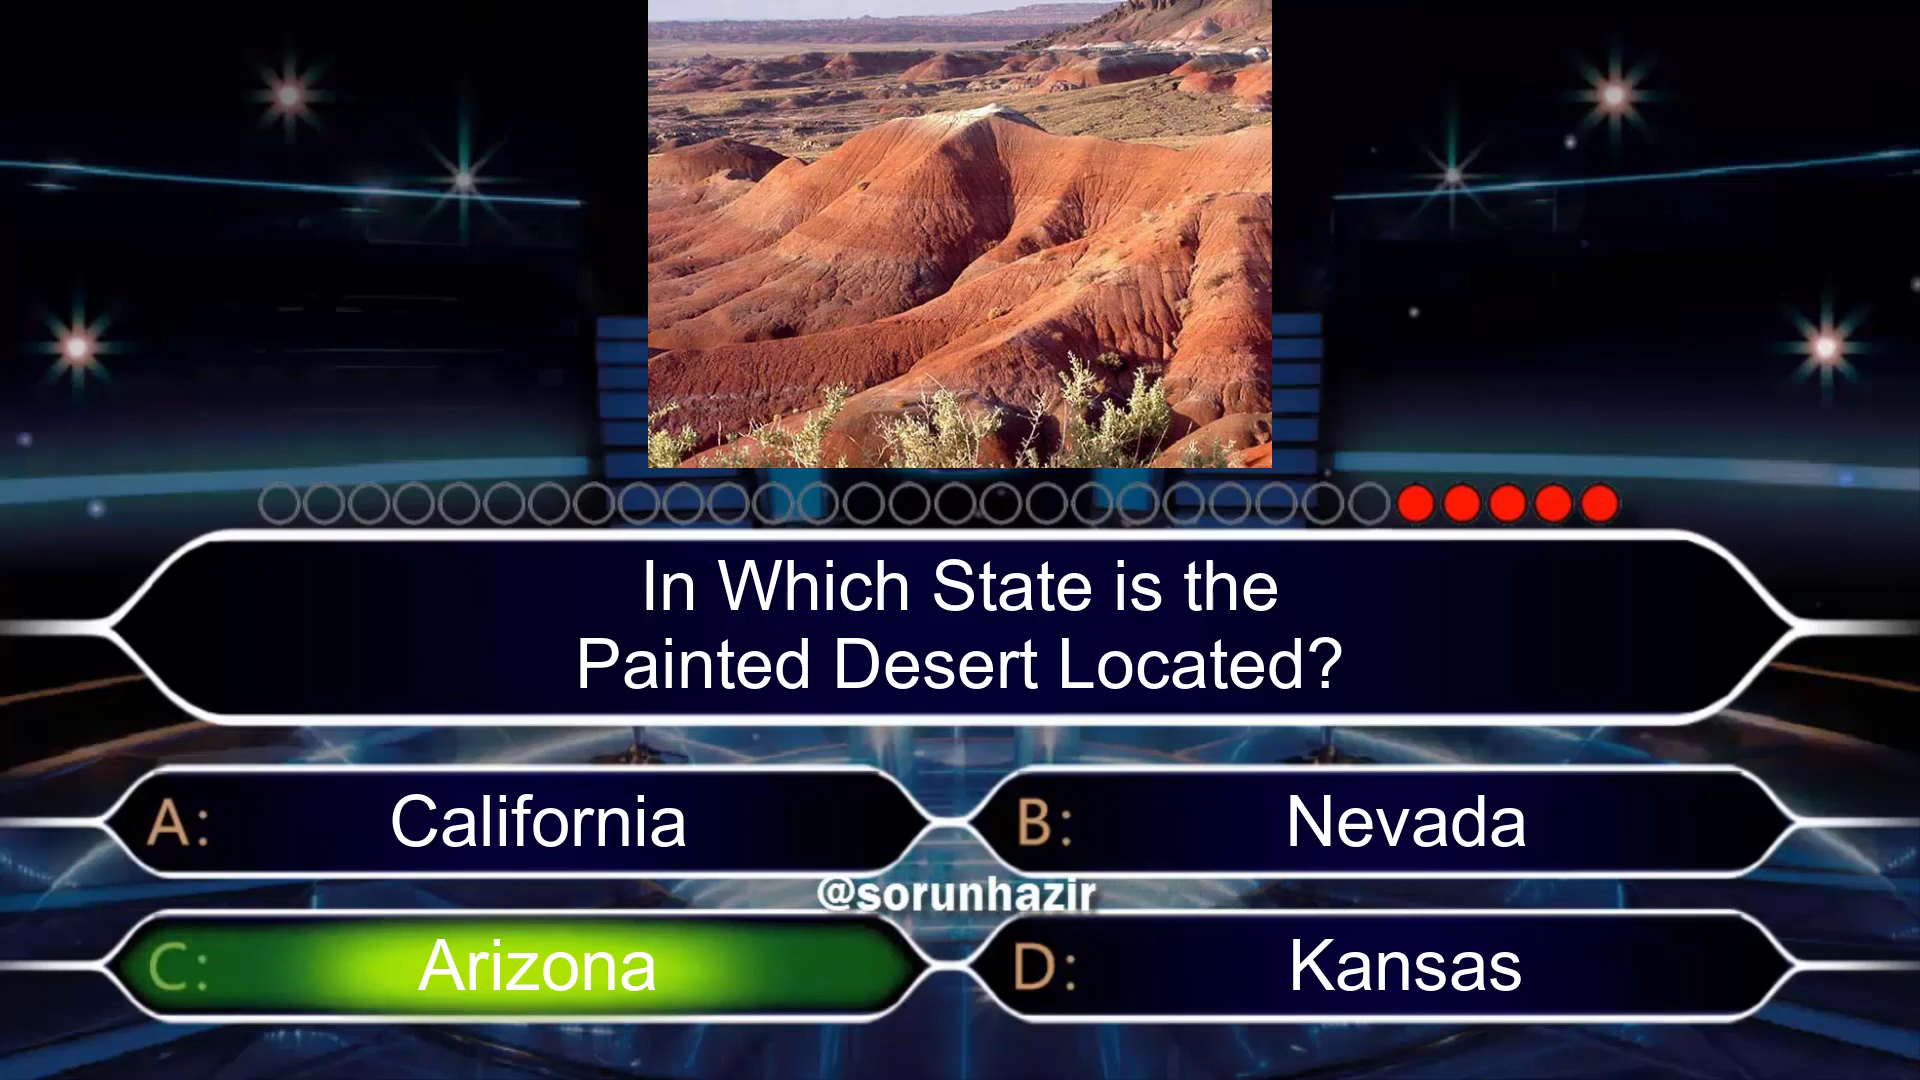 In Which State is the
Painted Desert Located?
A: California
B: Nevada
@sorunhazir
C: Arizona
D: Kansas